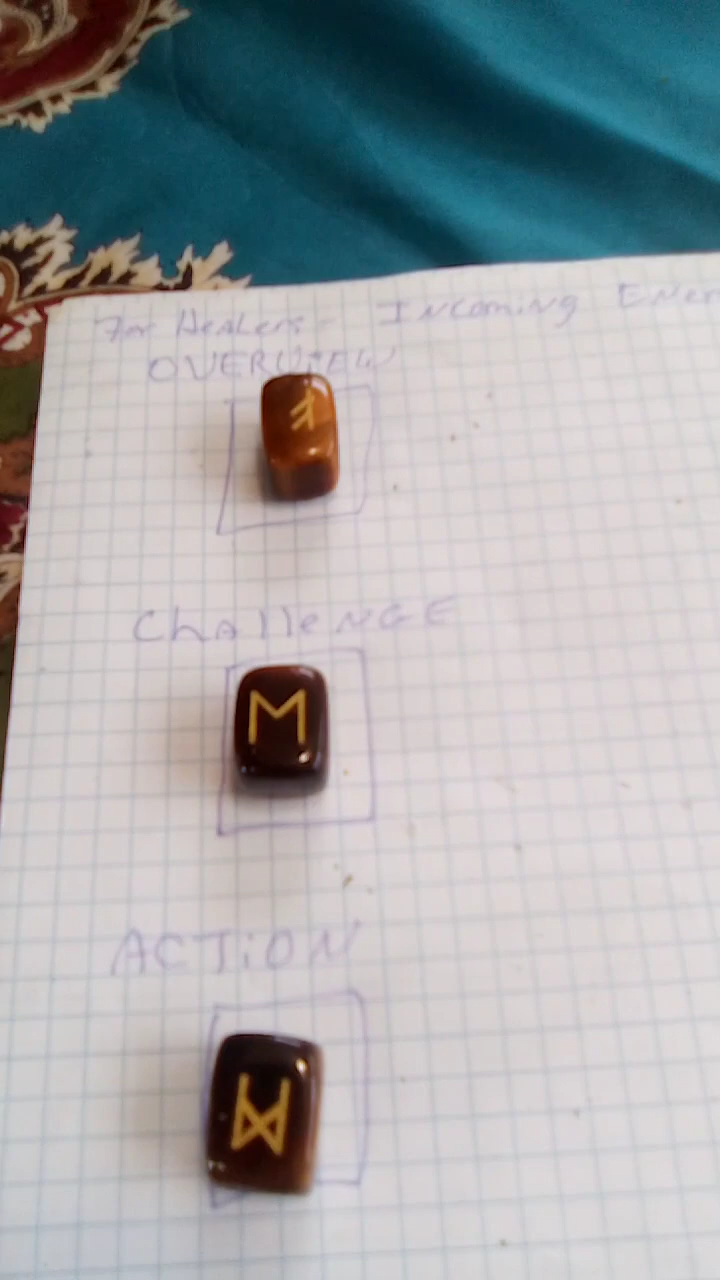 For Healers - Incoming Ener
OVERVIEW
ᚨ
Challenge
ᛖ
ACTION
ᛞ